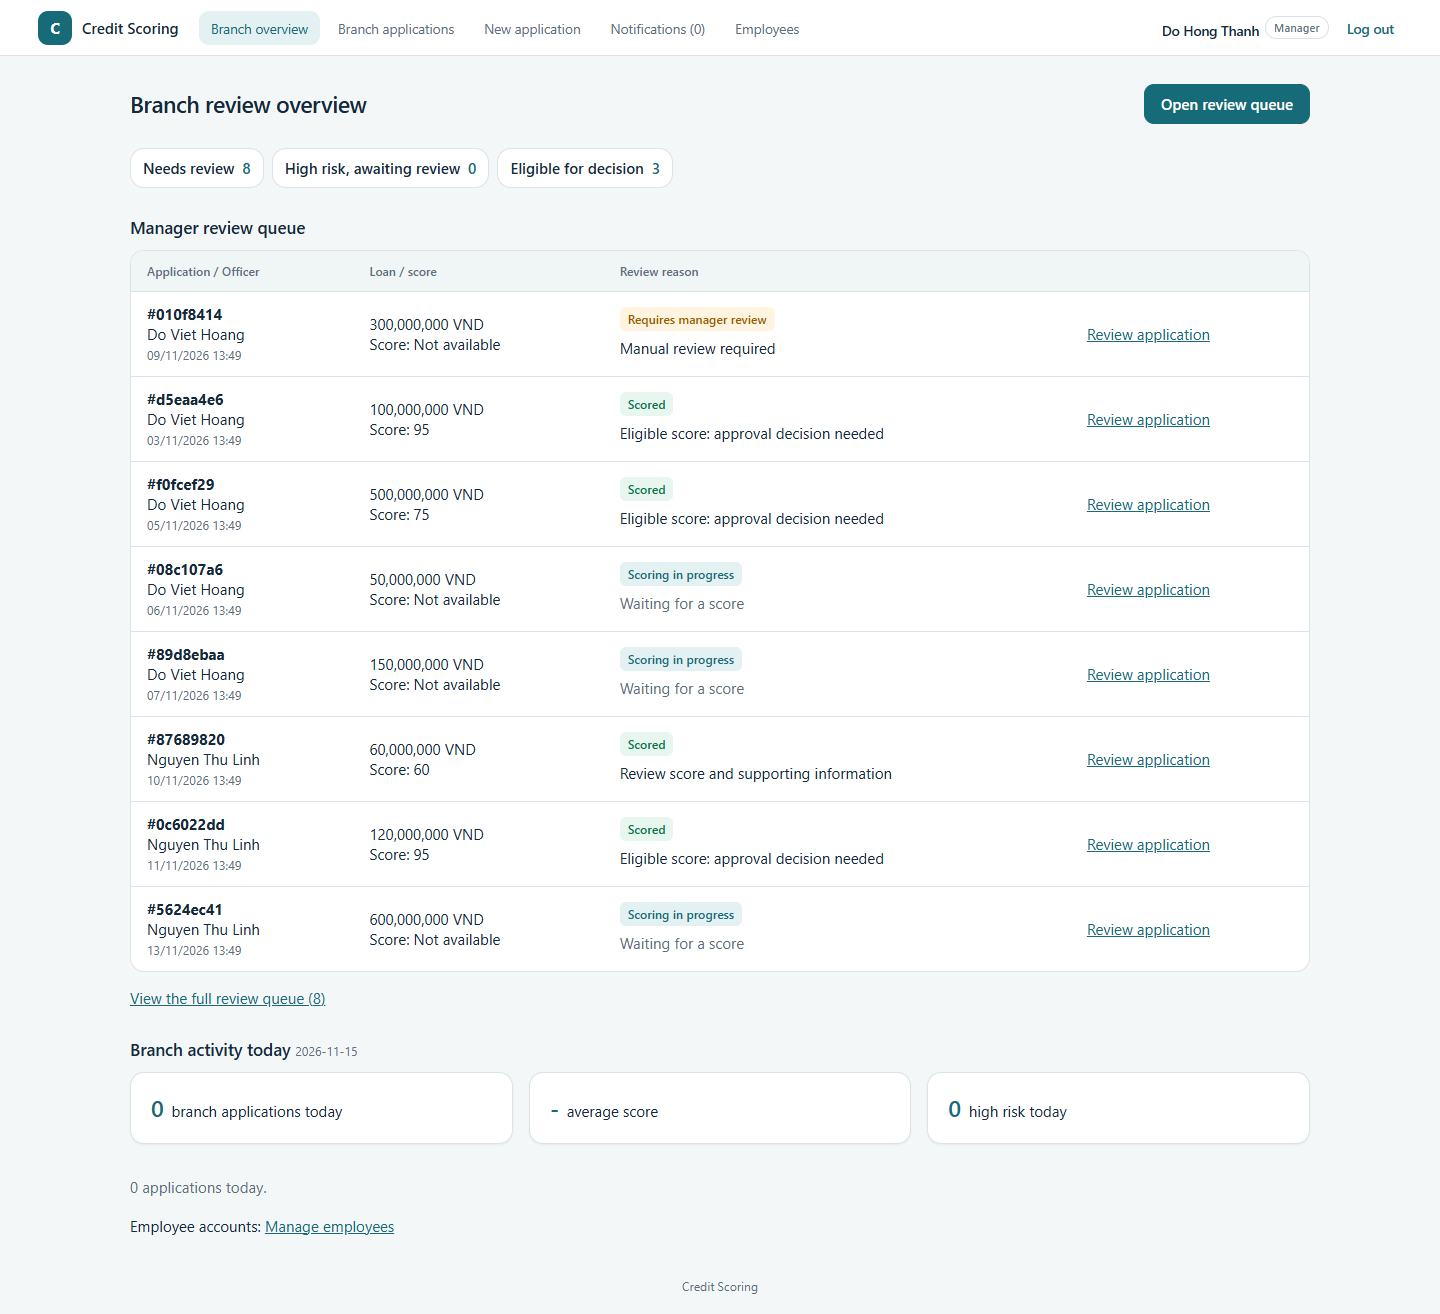 C Credit Scoring Branch overview Branch applications New application Notifications (0) Employees Do Hong Thanh Manager Log out
Branch review overview Open review queue
Needs review 8 High risk, awaiting review 0 Eligible for decision 3
Manager review queue
Application / Officer Loan / score Review reason
#010f8414
Do Viet Hoang
09/11/2026 13:49
300,000,000 VND
Score: Not available
Requires manager review
Manual review required
Review application
#d5eaa4e6
Do Viet Hoang
03/11/2026 13:49
100,000,000 VND
Score: 95
Scored
Eligible score: approval decision needed
Review application
#f0fcef29
Do Viet Hoang
05/11/2026 13:49
500,000,000 VND
Score: 75
Scored
Eligible score: approval decision needed
Review application
#08c107a6
Do Viet Hoang
06/11/2026 13:49
50,000,000 VND
Score: Not available
Scoring in progress
Waiting for a score
Review application
#89d8ebaa
Do Viet Hoang
07/11/2026 13:49
150,000,000 VND
Score: Not available
Scoring in progress
Waiting for a score
Review application
#87689820
Nguyen Thu Linh
10/11/2026 13:49
60,000,000 VND
Score: 60
Scored
Review score and supporting information
Review application
#0c6022dd
Nguyen Thu Linh
11/11/2026 13:49
120,000,000 VND
Score: 95
Scored
Eligible score: approval decision needed
Review application
#5624ec41
Nguyen Thu Linh
13/11/2026 13:49
600,000,000 VND
Score: Not available
Scoring in progress
Waiting for a score
Review application
View the full review queue (8)
Branch activity today 2026-11-15
0 branch applications today
- average score
0 high risk today
0 applications today.
Employee accounts: Manage employees
Credit Scoring